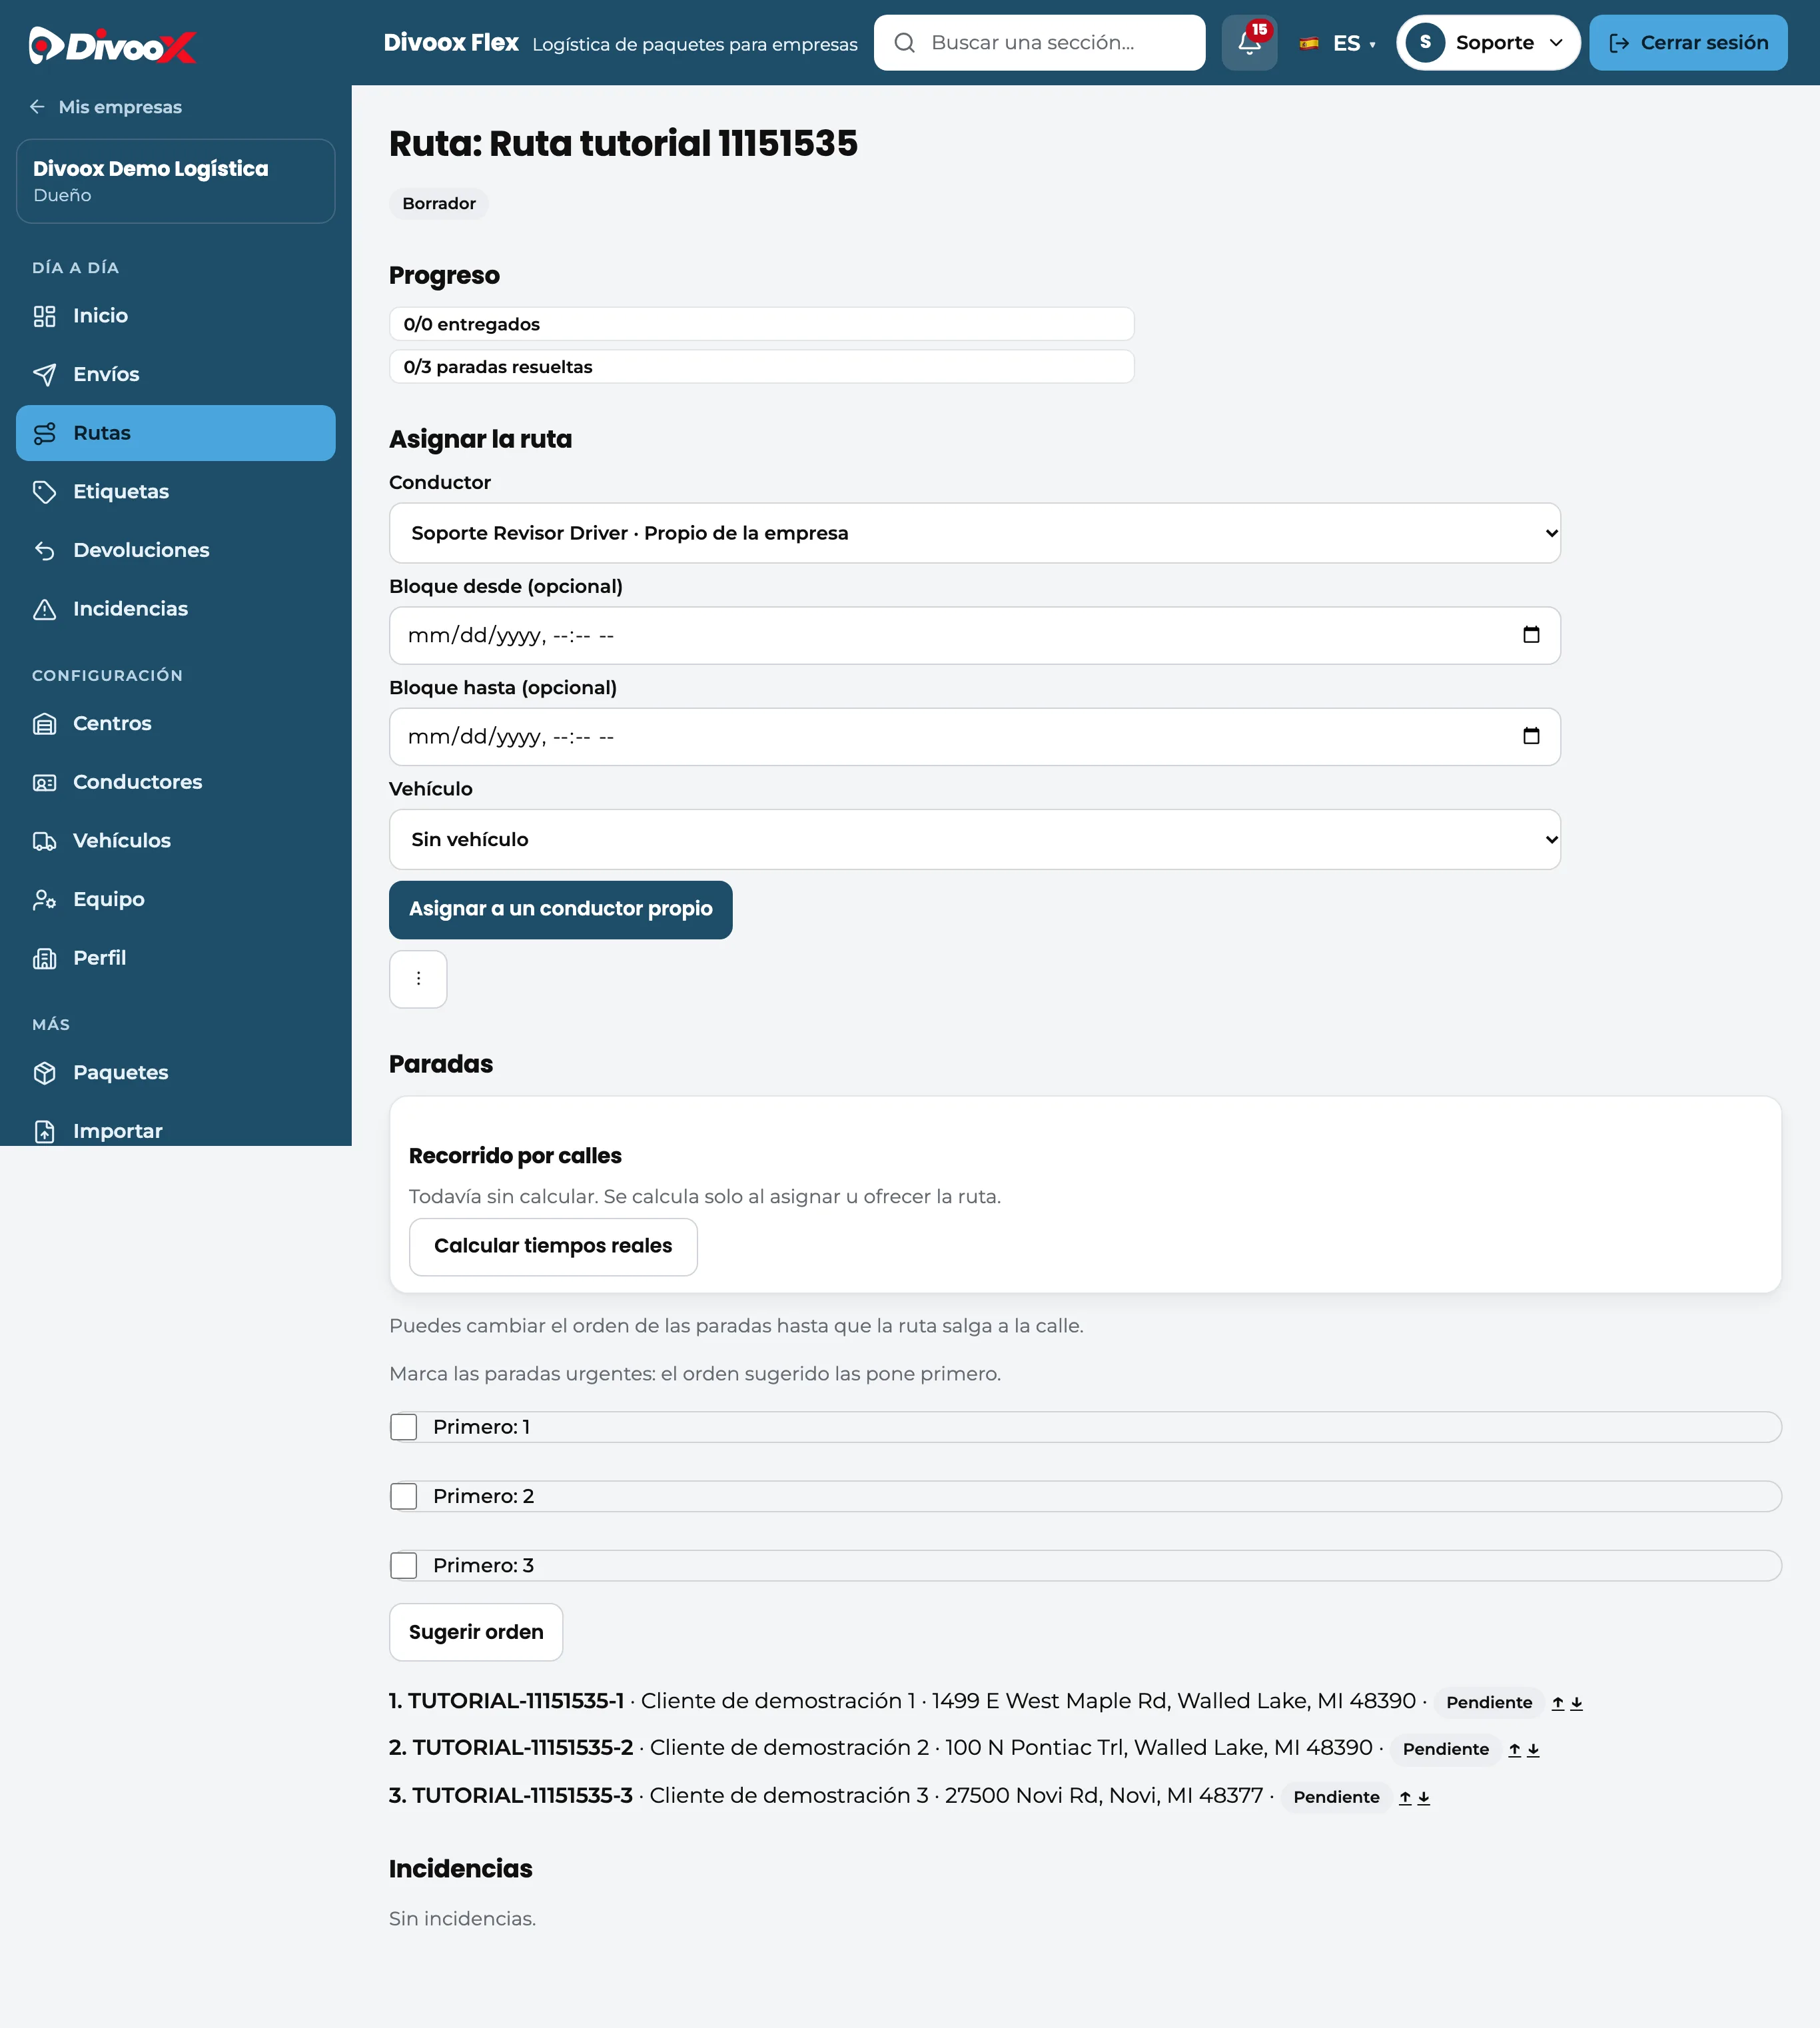 Divoox
Divoox Flex Logística de paquetes para empresas
Buscar una sección...
15
ES
S Soporte
Cerrar sesión
← Mis empresas
Divoox Demo Logística
Dueño
DÍA A DÍA
Inicio
Envíos
Rutas
Etiquetas
Devoluciones
Incidencias
CONFIGURACIÓN
Centros
Conductores
Vehículos
Equipo
Perfil
MÁS
Paquetes
Importar
Ruta: Ruta tutorial 11151535
Borrador
Progreso
0/0 entregados
0/3 paradas resueltas
Asignar la ruta
Conductor
Soporte Revisor Driver · Propio de la empresa
Bloque desde (opcional)
mm/dd/yyyy, --:-- --
Bloque hasta (opcional)
mm/dd/yyyy, --:-- --
Vehículo
Sin vehículo
Asignar a un conductor propio
⋮
Paradas
Recorrido por calles
Todavía sin calcular. Se calcula solo al asignar u ofrecer la ruta.
Calcular tiempos reales
Puedes cambiar el orden de las paradas hasta que la ruta salga a la calle.
Marca las paradas urgentes: el orden sugerido las pone primero.
Primero: 1
Primero: 2
Primero: 3
Sugerir orden
1. TUTORIAL-11151535-1 · Cliente de demostración 1 · 1499 E West Maple Rd, Walled Lake, MI 48390 · Pendiente ↑ ↓
2. TUTORIAL-11151535-2 · Cliente de demostración 2 · 100 N Pontiac Trl, Walled Lake, MI 48390 · Pendiente ↑ ↓
3. TUTORIAL-11151535-3 · Cliente de demostración 3 · 27500 Novi Rd, Novi, MI 48377 · Pendiente ↑ ↓
Incidencias
Sin incidencias.